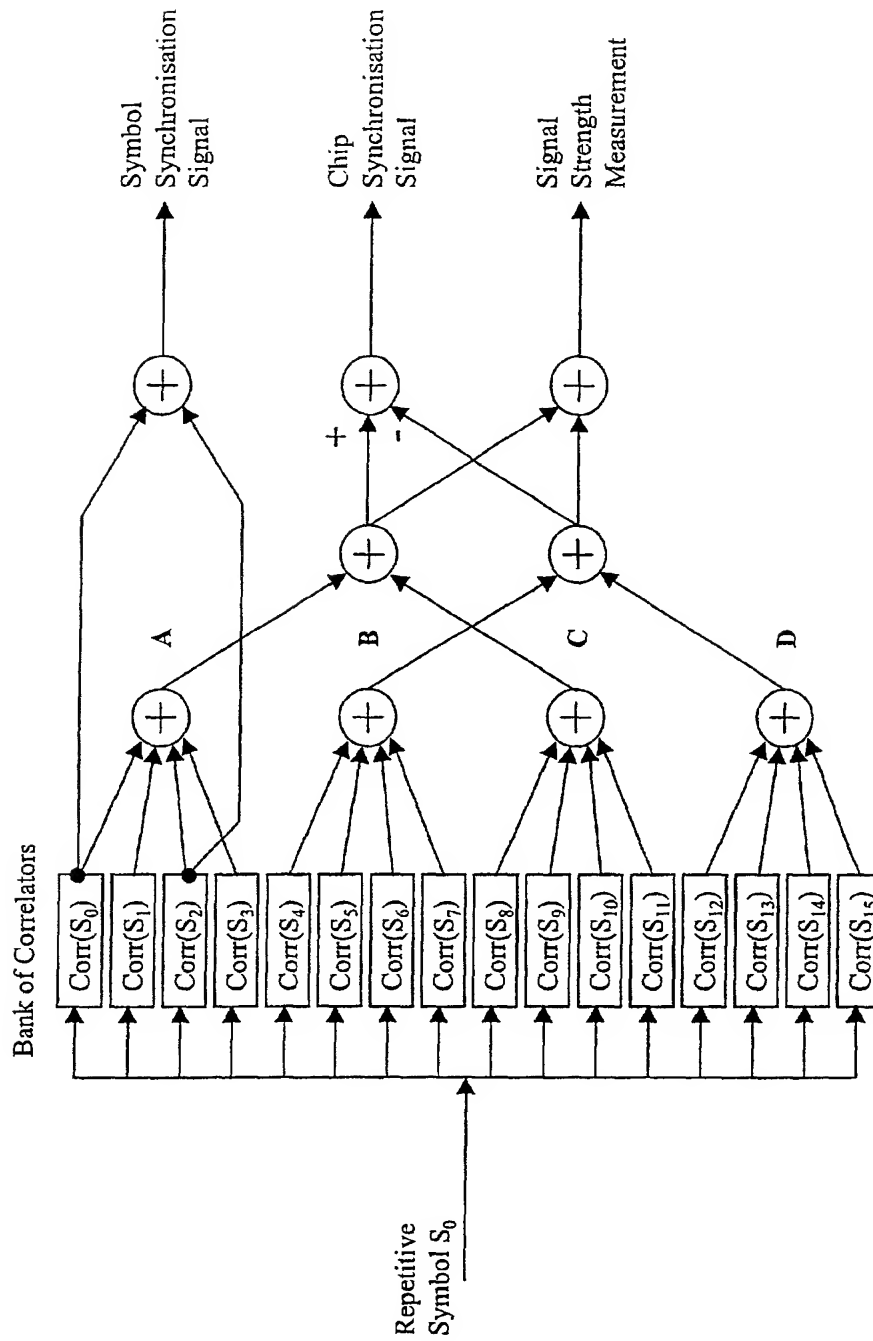 Bank of Correlators
Repetitive
Symbol S₀
Corr(S₀)
Corr(S₁)
Corr(S₂)
Corr(S₃)
Corr(S₄)
Corr(S₅)
Corr(S₆)
Corr(S₇)
Corr(S₈)
Corr(S₉)
Corr(S₁₀)
Corr(S₁₁)
Corr(S₁₂)
Corr(S₁₃)
Corr(S₁₄)
Corr(S₁₅)
A
B
C
D
+
+
+
+
+
+
+
-
+
+
+
Symbol
Synchronisation
Signal
Chip
Synchronisation
Signal
Signal
Strength
Measurement